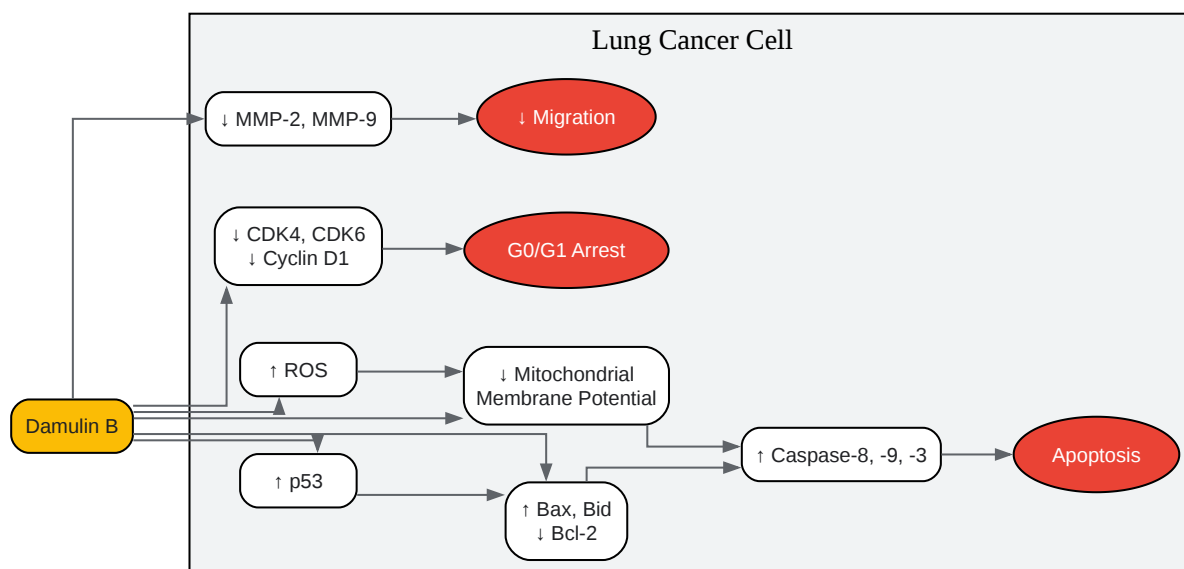 Lung Cancer Cell
↓ MMP-2, MMP-9
↓ Migration
↓ CDK4, CDK6
↓ Cyclin D1
G0/G1 Arrest
↑ ROS
↓ Mitochondrial
Membrane Potential
Damulin B
↑ p53
↑ Bax, Bid
↓ Bcl-2
↑ Caspase-8, -9, -3
Apoptosis